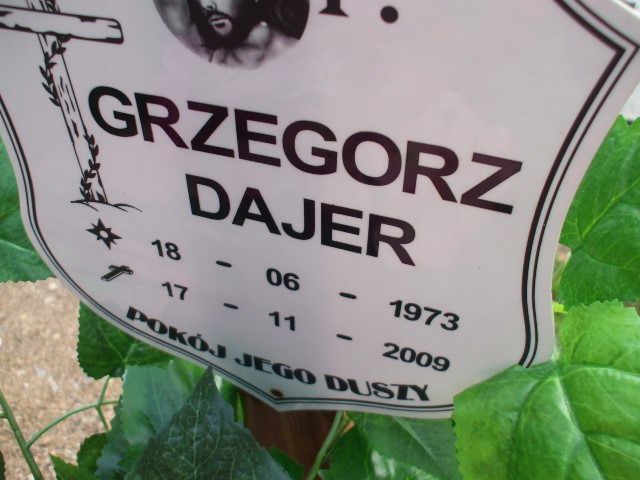 P.
GRZEGORZ
DAJER
18 - 06 - 1973
17 - 11 - 2009
POKÓJ JEGO DUSZY